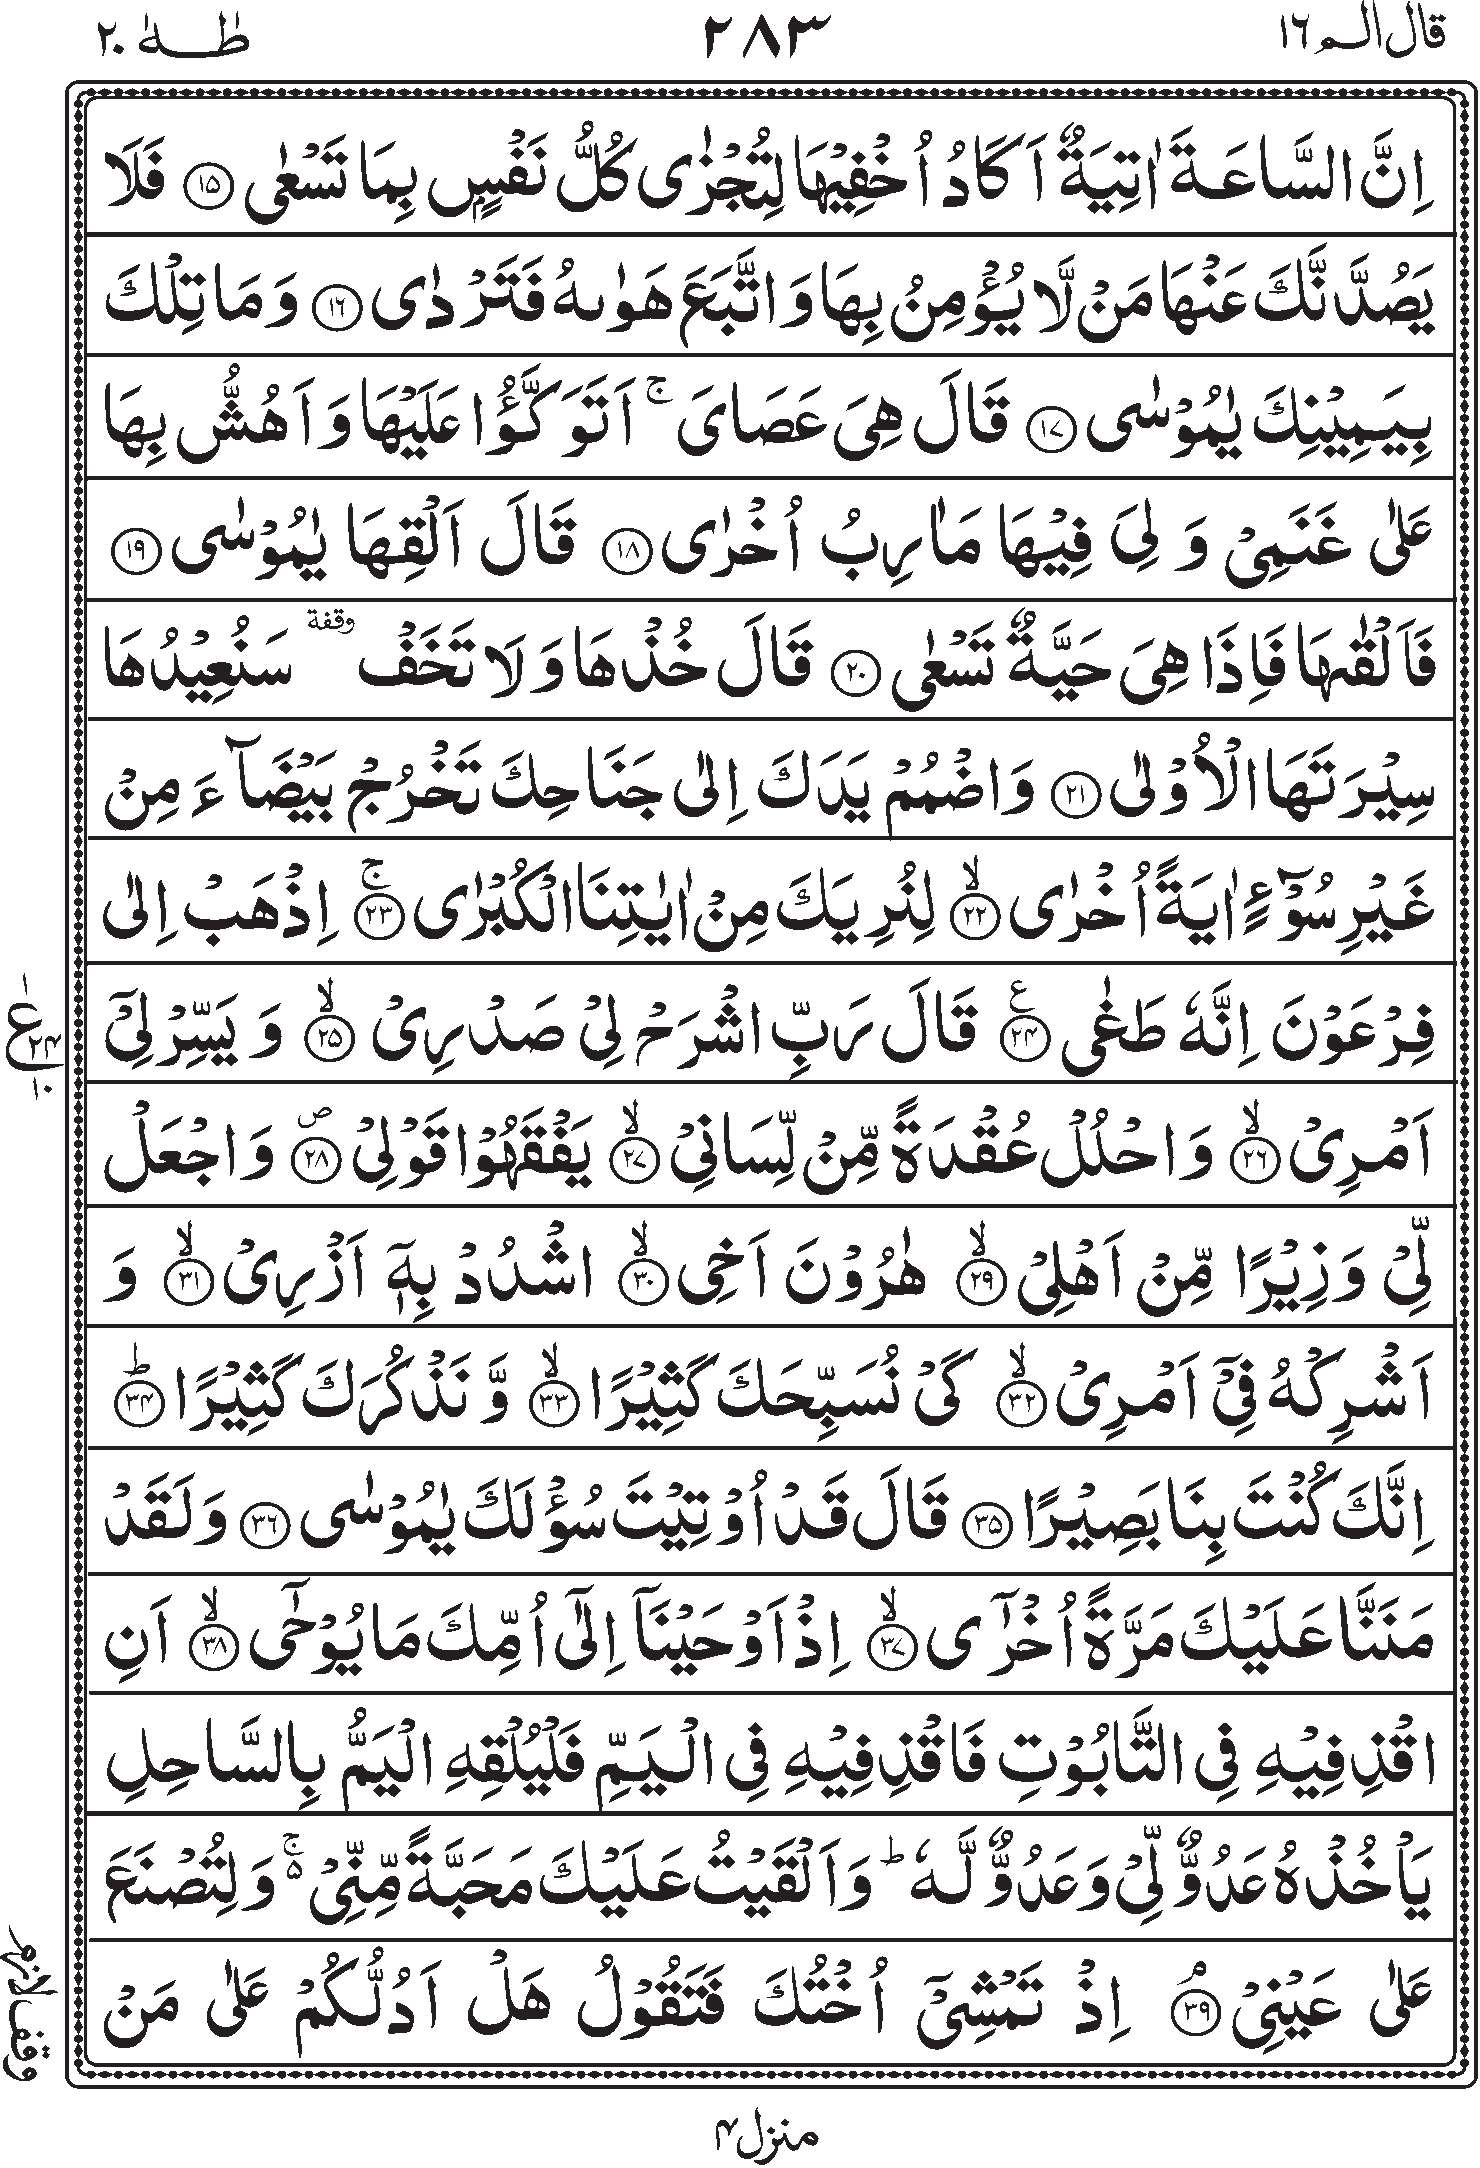 قال الم ١٦
٢٨٣
طٰهٰ ٢٠
اِنَّ السَّاعَةَ اٰتِيَةٌ اَكَادُ اُخْفِيْهَا لِتُجْزٰى كُلُّ نَفْسٍۭ بِمَا تَسْعٰى ۝١٥ فَلَا
يَصُدَّنَّكَ عَنْهَا مَنْ لَّا يُؤْمِنُ بِهَا وَاتَّبَعَ هَوٰىهُ فَتَرْدٰى ۝١٦ وَمَا تِلْكَ
بِيَمِيْنِكَ يٰمُوْسٰى ۝١٧ قَالَ هِيَ عَصَايَ ۚ اَتَوَكَّؤُا عَلَيْهَا وَاَهُشُّ بِهَا
عَلٰى غَنَمِيْ وَلِيَ فِيْهَا مَاٰرِبُ اُخْرٰى ۝١٨ قَالَ اَلْقِهَا يٰمُوْسٰى ۝١٩
فَاَلْقٰىهَا فَاِذَا هِيَ حَيَّةٌ تَسْعٰى ۝٢٠ قَالَ خُذْهَا وَلَا تَخَفْ وقفة سَنُعِيْدُهَا
سِيْرَتَهَا الْاُوْلٰى ۝٢١ وَاضْمُمْ يَدَكَ اِلٰى جَنَاحِكَ تَخْرُجْ بَيْضَآءَ مِنْ
غَيْرِ سُوْٓءٍ اٰيَةً اُخْرٰى ۝٢٢ۙ لِنُرِيَكَ مِنْ اٰيٰتِنَا الْكُبْرٰى ۝٢٣ۚ اِذْهَبْ اِلٰى
فِرْعَوْنَ اِنَّهٗ طَغٰى ۝٢٤ ع قَالَ رَبِّ اشْرَحْ لِيْ صَدْرِيْ ۝٢٥ۙ وَيَسِّرْ لِيْٓ
١ ع ٢٤ ١٠
اَمْرِيْ ۝٢٦ۙ وَاحْلُلْ عُقْدَةً مِّنْ لِّسَانِيْ ۝٢٧ۙ يَفْقَهُوْا قَوْلِيْ ۝٢٨ ص وَاجْعَلْ
لِّيْ وَزِيْرًا مِّنْ اَهْلِيْ ۝٢٩ۙ هٰرُوْنَ اَخِي ۝٣٠ۙ اشْدُدْ بِهٖٓ اَزْرِيْ ۝٣١ۙ وَ
اَشْرِكْهُ فِيْٓ اَمْرِيْ ۝٣٢ۙ كَيْ نُسَبِّحَكَ كَثِيْرًا ۝٣٣ۙ وَّنَذْكُرَكَ كَثِيْرًا ۝٣٤ؕ
اِنَّكَ كُنْتَ بِنَا بَصِيْرًا ۝٣٥ قَالَ قَدْ اُوْتِيْتَ سُؤْلَكَ يٰمُوْسٰى ۝٣٦ وَلَقَدْ
مَنَنَّا عَلَيْكَ مَرَّةً اُخْرٰٓى ۝٣٧ۙ اِذْ اَوْحَيْنَآ اِلٰٓى اُمِّكَ مَا يُوْحٰٓى ۝٣٨ۙ اَنِ
اقْذِفِيْهِ فِي التَّابُوْتِ فَاقْذِفِيْهِ فِي الْيَمِّ فَلْيُلْقِهِ الْيَمُّ بِالسَّاحِلِ
يَاْخُذْهُ عَدُوٌّ لِّيْ وَعَدُوٌّ لَّهٗ ؕ وَاَلْقَيْتُ عَلَيْكَ مَحَبَّةً مِّنِّيْ ۚ۬ ٥ وَلِتُصْنَعَ
عَلٰى عَيْنِيْ ۝٣٩ۘ اِذْ تَمْشِيْٓ اُخْتُكَ فَتَقُوْلُ هَلْ اَدُلُّكُمْ عَلٰى مَنْ
وقف لازم
منزل ٤